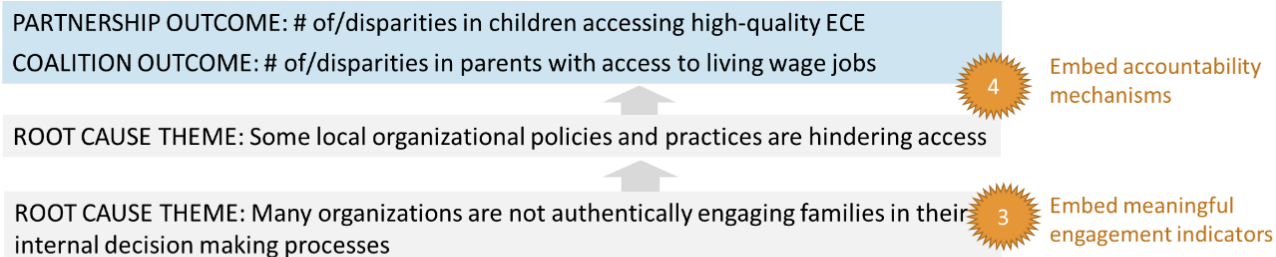 PARTNERSHIP OUTCOME: # of/disparities in children accessing high-quality ECE
COALITION OUTCOME: # of/disparities in parents with access to living wage jobs
4
Embed accountability
mechanisms
ROOT CAUSE THEME: Some local organizational policies and practices are hindering access
ROOT CAUSE THEME: Many organizations are not authentically engaging families in their
internal decision making processes
3
Embed meaningful
engagement indicators